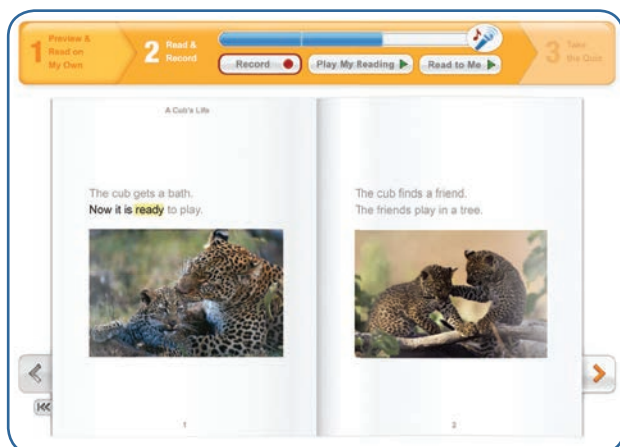 1
Preview &
Read on
My Own
2
Read &
Record
Record
Play My Reading
Read to Me
3
Take
the Quiz
A Cub's Life
The cub gets a bath.
Now it is ready to play.
The cub finds a friend.
The friends play in a tree.
1
2